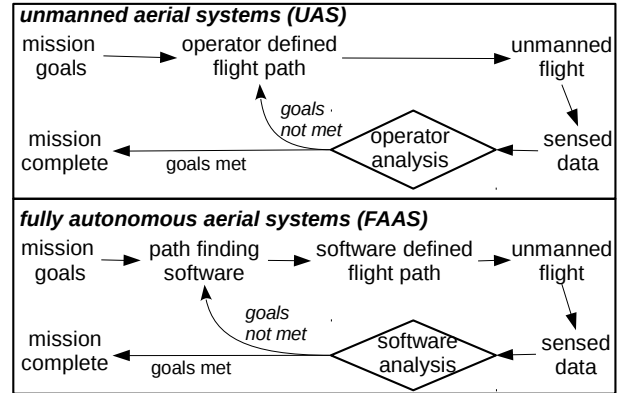 unmanned aerial systems (UAS)
mission goals
operator defined flight path
unmanned flight
goals not met
mission complete
goals met
operator analysis
sensed data
fully autonomous aerial systems (FAAS)
mission goals
path finding software
software defined flight path
unmanned flight
goals not met
mission complete
goals met
software analysis
sensed data